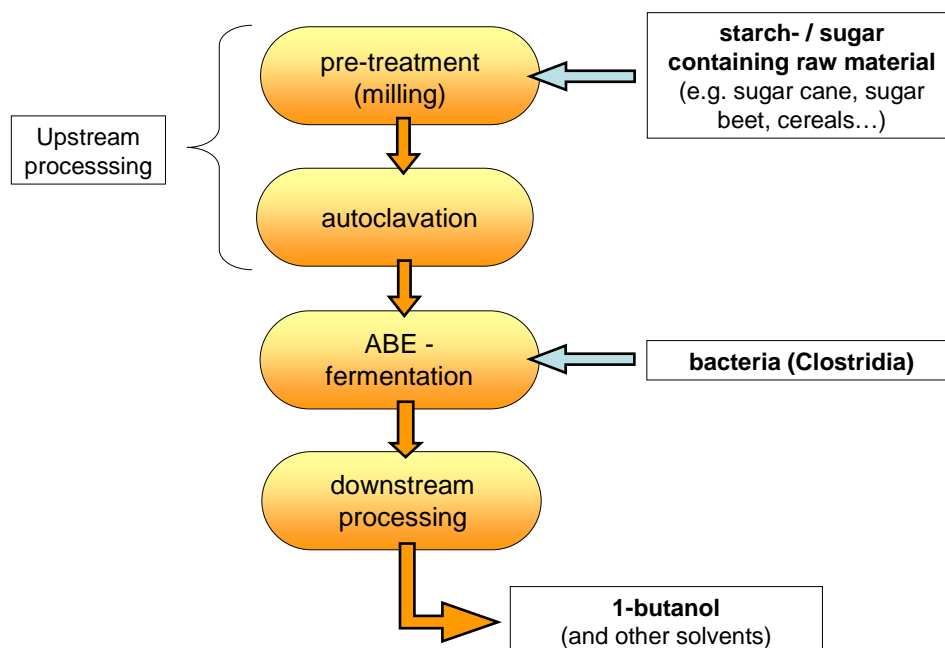 starch- / sugar
containing raw material
(e.g. sugar cane, sugar
beet, cereals…)
pre-treatment
(milling)
Upstream
processsing
autoclavation
ABE -
fermentation
bacteria (Clostridia)
downstream
processing
1-butanol
(and other solvents)